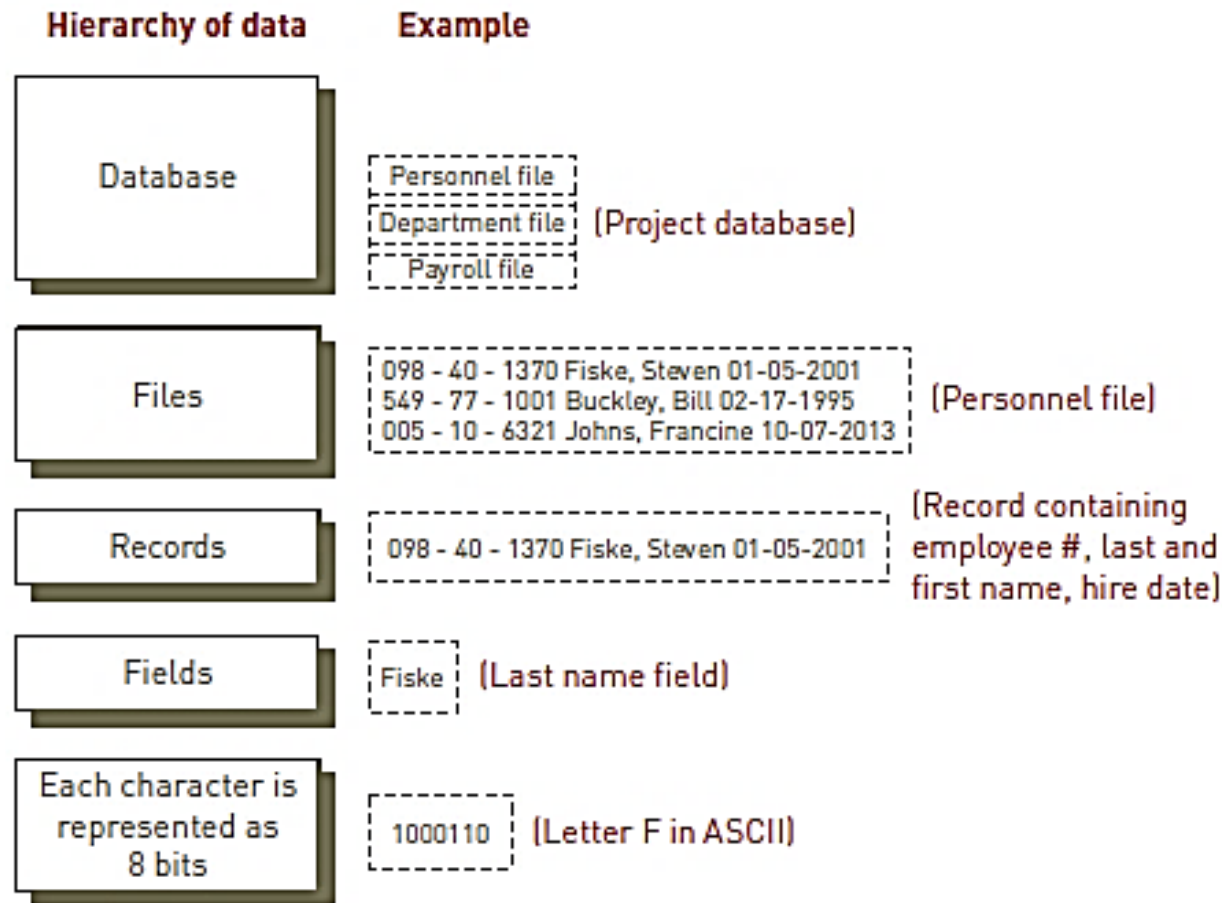 Hierarchy of data Example
Database
Personnel file
Department file
Payroll file
(Project database)
Files
098 - 40 - 1370 Fiske, Steven 01-05-2001
549 - 77 - 1001 Buckley, Bill 02-17-1995
005 - 10 - 6321 Johns, Francine 10-07-2013
(Personnel file)
Records
098 - 40 - 1370 Fiske, Steven 01-05-2001
(Record containing
employee #, last and
first name, hire date)
Fields
Fiske
(Last name field)
Each character is
represented as
8 bits
1000110
(Letter F in ASCII)